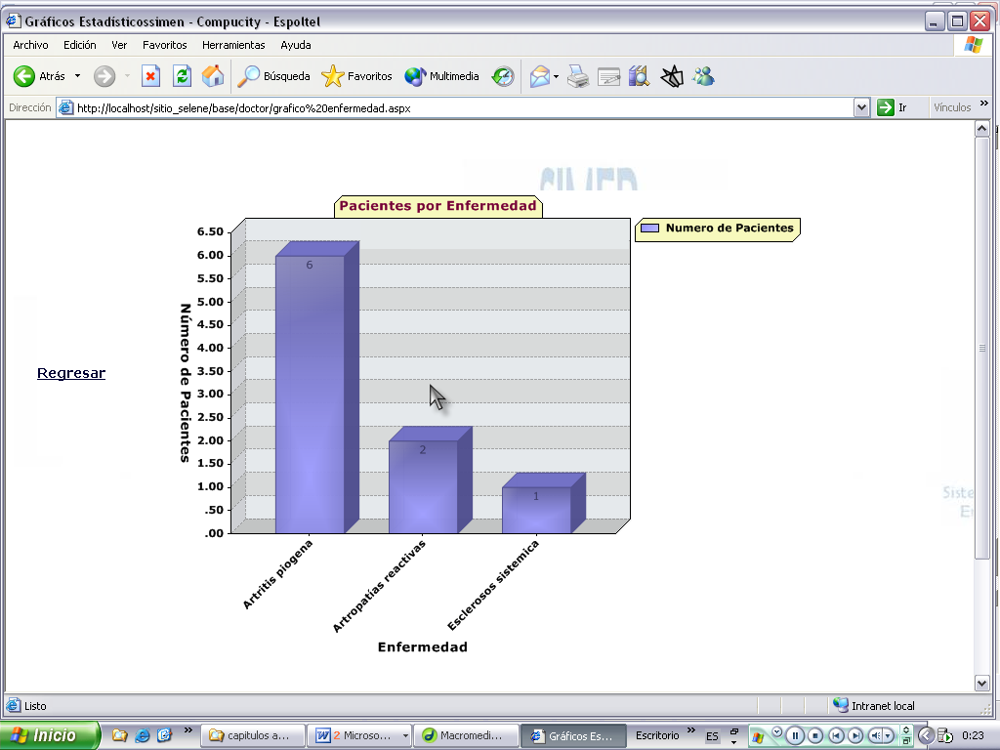 Gráficos Estadísticossimen - Compucity - Espoltel
Archivo Edición Ver Favoritos Herramientas Ayuda
Atrás Búsqueda Favoritos Multimedia
Dirección http://localhost/sitio_selene/base/doctor/grafico%20enfermedad.aspx Ir Vínculos »
Pacientes por Enfermedad
Numero de Pacientes
6.50
6.00
5.50
5.00
4.50
4.00
3.50
3.00
2.50
2.00
1.50
1.00
.50
.00
Número de Pacientes
6
2
1
Regresar
Siste
Artritis piogena
Artropatías reactivas
Esclerosos sistemica
Enfermedad
Listo Intranet local
Inicio » capitulos a... 2 Microso... Macromedi... Gráficos Es... Escritorio » ES 0:23